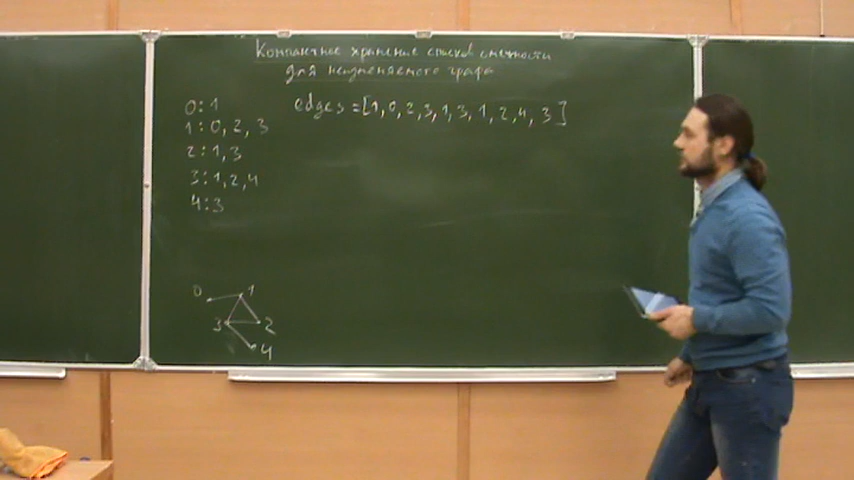 Компактное хранение списков смежности
для неизменяемого графа
edges = [1, 0, 2, 3, 1, 3, 1, 2, 4, 3]
0: 1
1: 0, 2, 3
2: 1, 3
3: 1, 2, 4
4: 3
0 1
3 2
4